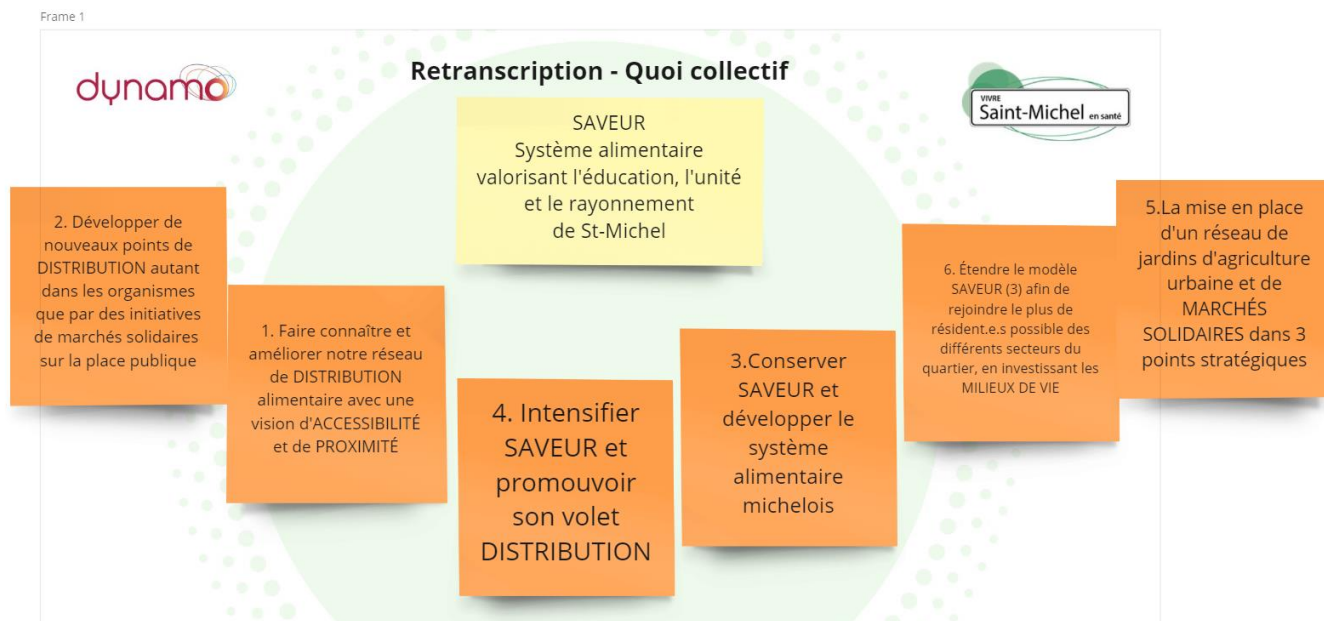 Frame 1
dynamo
Retranscription - Quoi collectif
VIVRE
Saint-Michel en santé
SAVEUR
Système alimentaire
valorisant l'éducation, l'unité
et le rayonnement
de St-Michel
2. Développer de
nouveaux points de
DISTRIBUTION autant
dans les organismes
que par des initiatives
de marchés solidaires
sur la place publique
1. Faire connaître et
améliorer notre réseau
de DISTRIBUTION
alimentaire avec une
vision d'ACCESSIBILITÉ
et de PROXIMITÉ
4. Intensifier
SAVEUR et
promouvoir
son volet
DISTRIBUTION
3.Conserver
SAVEUR et
développer le
système
alimentaire
michelois
6. Étendre le modèle
SAVEUR (3) afin de
rejoindre le plus de
résident.e.s possible des
différents secteurs du
quartier, en investissant les
MILIEUX DE VIE
5.La mise en place
d'un réseau de
jardins d'agriculture
urbaine et de
MARCHÉS
SOLIDAIRES dans 3
points stratégiques